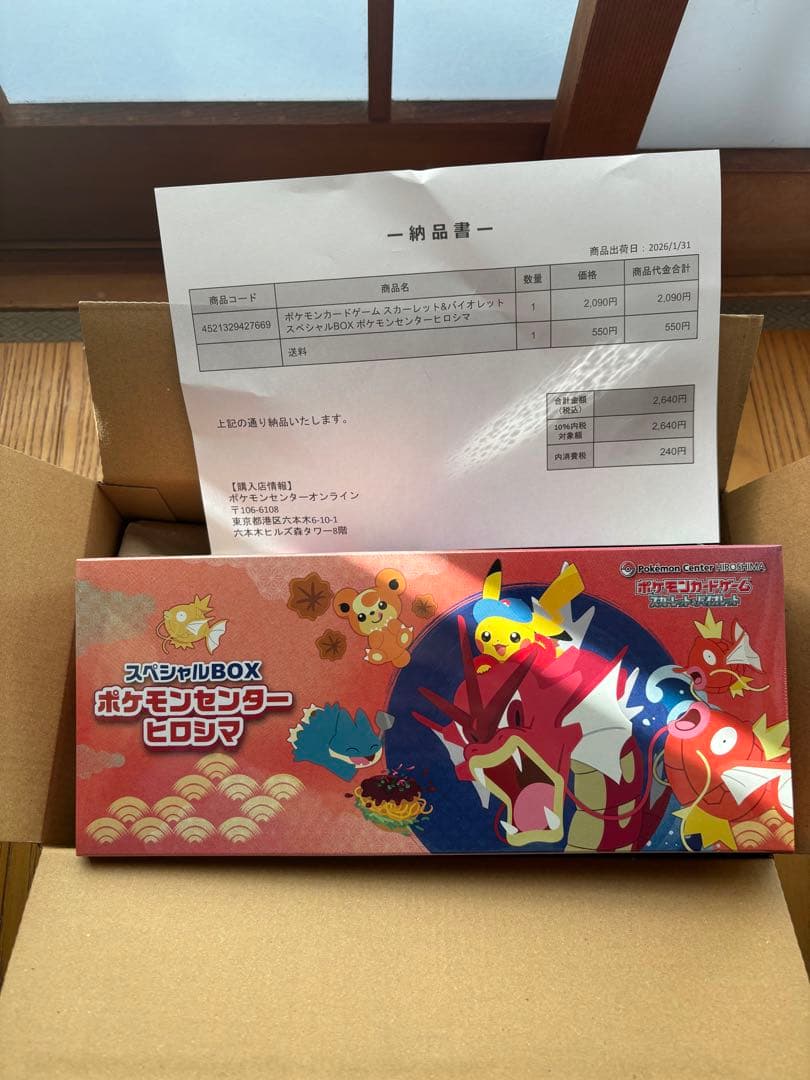 ー納品書ー
商品出荷日：2026/1/31
商品コード 商品名 数量 価格 商品代金合計
4521329427669 ポケモンカードゲーム スカーレット&バイオレット 1 2,090円 2,090円
スペシャルBOX ポケモンセンターヒロシマ
送料 1 550円 550円
合計金額
（税込） 2,640円
10%内税
対象額 2,640円
内消費税 240円
上記の通り納品いたします。
【購入店情報】
ポケモンセンターオンライン
〒106-6108
東京都港区六本木6-10-1
六本木ヒルズ森タワー8階
Pokémon Center HIROSHIMA
ポケモンカードゲーム
スカーレット&バイオレット
スペシャルBOX
ポケモンセンター
ヒロシマ